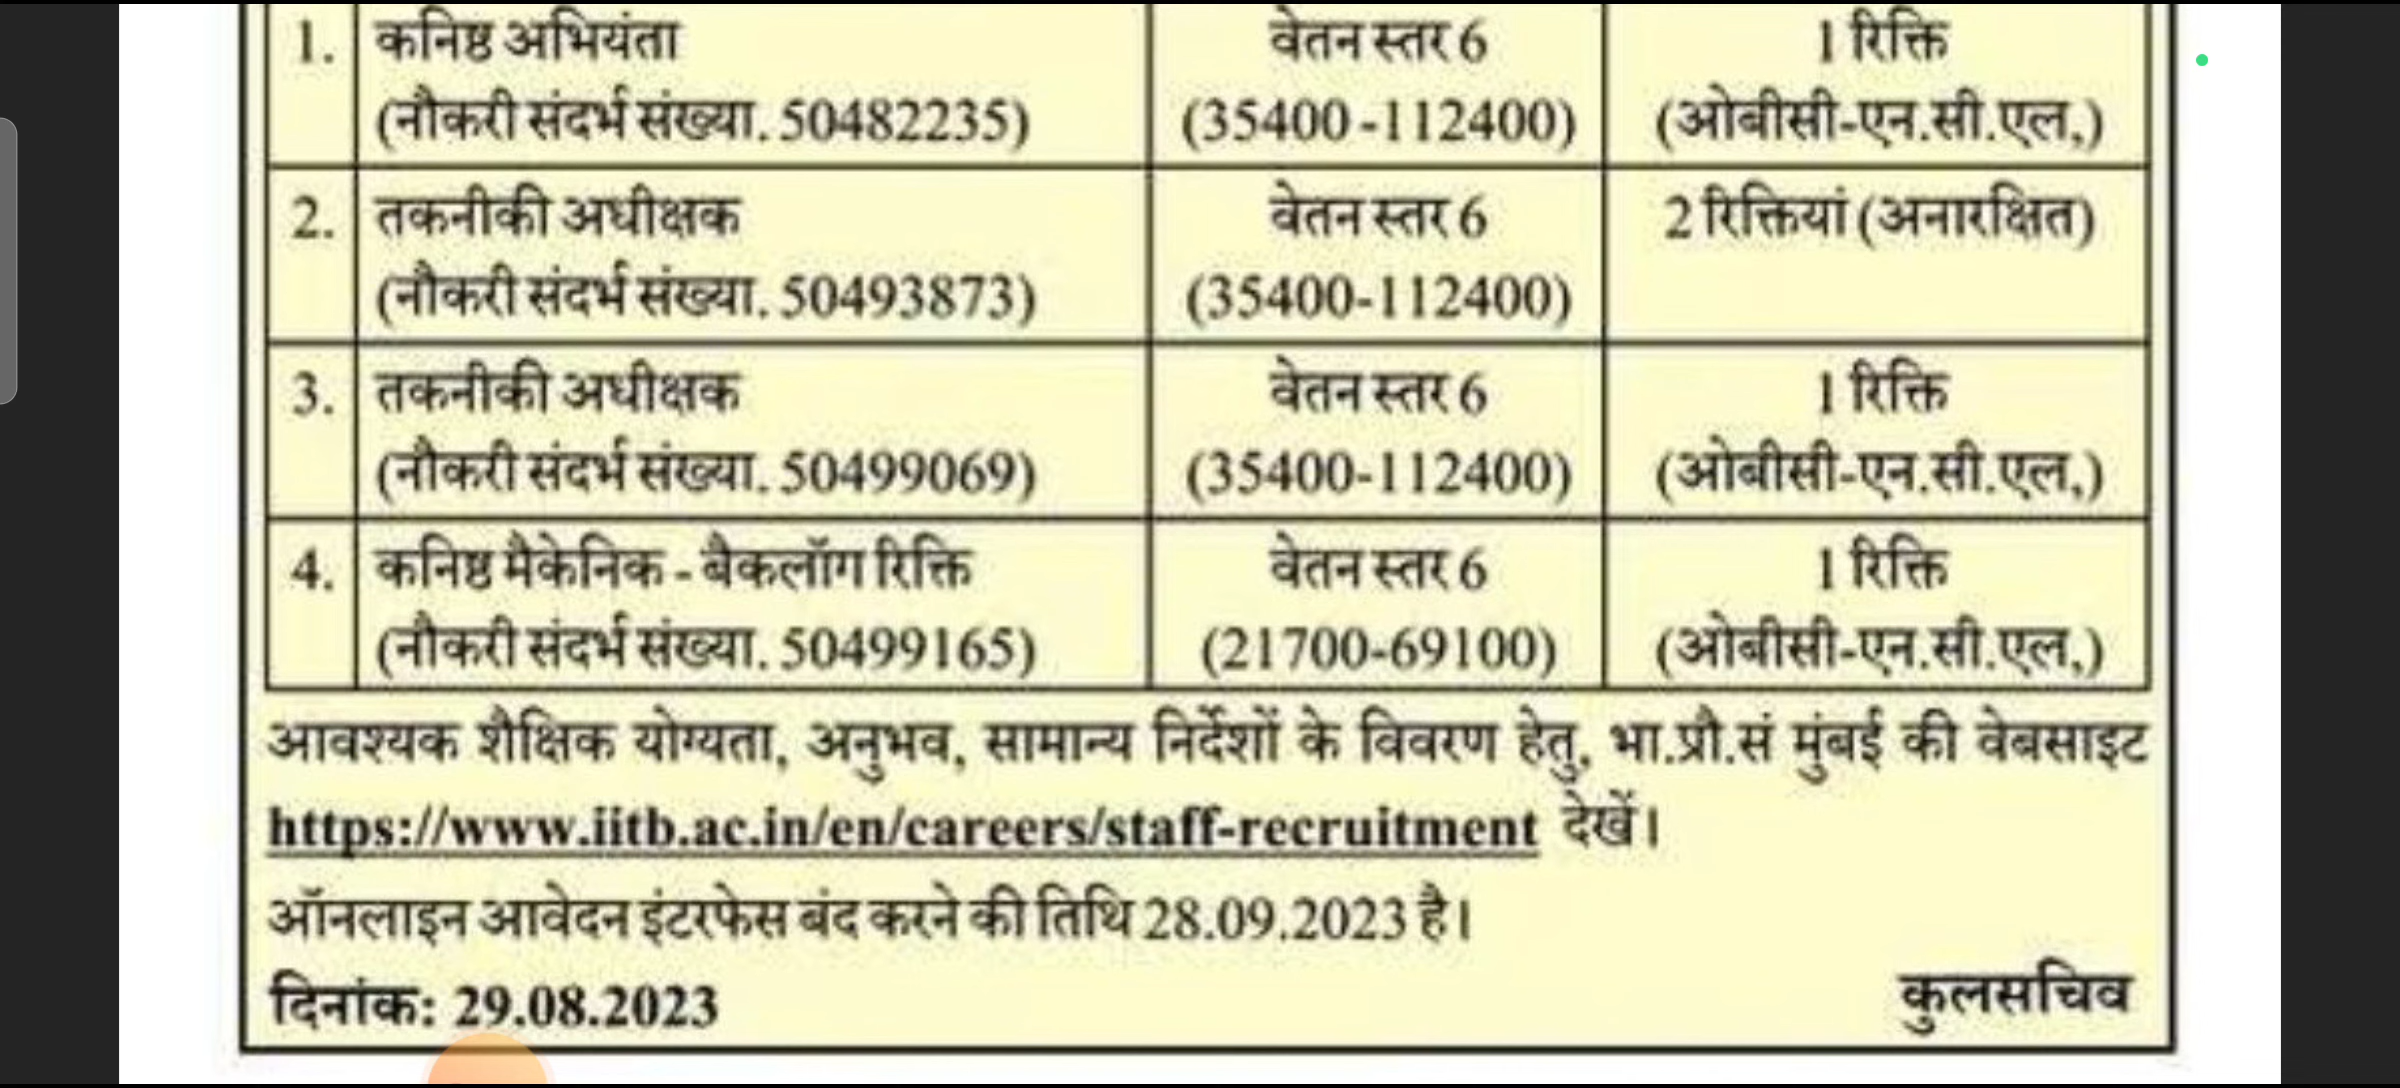 1. कनिष्ठ अभियंता वेतन स्तर 6 1 रिक्ति
(नौकरी संदर्भ संख्या. 50482235) (35400-112400) (ओबीसी-एन.सी.एल,)
2. तकनीकी अधीक्षक वेतन स्तर 6 2 रिक्तियां (अनारक्षित)
(नौकरी संदर्भ संख्या. 50493873) (35400-112400)
3. तकनीकी अधीक्षक वेतन स्तर 6 1 रिक्ति
(नौकरी संदर्भ संख्या. 50499069) (35400-112400) (ओबीसी-एन.सी.एल,)
4. कनिष्ठ मैकेनिक - बैकलॉग रिक्ति वेतन स्तर 6 1 रिक्ति
(नौकरी संदर्भ संख्या. 50499165) (21700-69100) (ओबीसी-एन.सी.एल,)
आवश्यक शैक्षिक योग्यता, अनुभव, सामान्य निर्देशों के विवरण हेतु, भा.प्रौ.सं मुंबई की वेबसाइट
https://www.iitb.ac.in/en/careers/staff-recruitment देखें।
ऑनलाइन आवेदन इंटरफेस बंद करने की तिथि 28.09.2023 है।
दिनांक: 29.08.2023 कुलसचिव